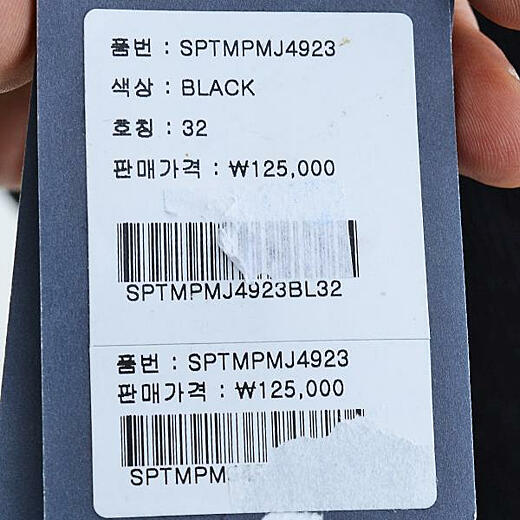 품번 : SPTMPMJ4923
색상 : BLACK
호칭 : 32
판매가격 : ₩125,000
SPTMPMJ4923BL32
품번 : SPTMPMJ4923
판매가격 : ₩125,000
SPTMPM